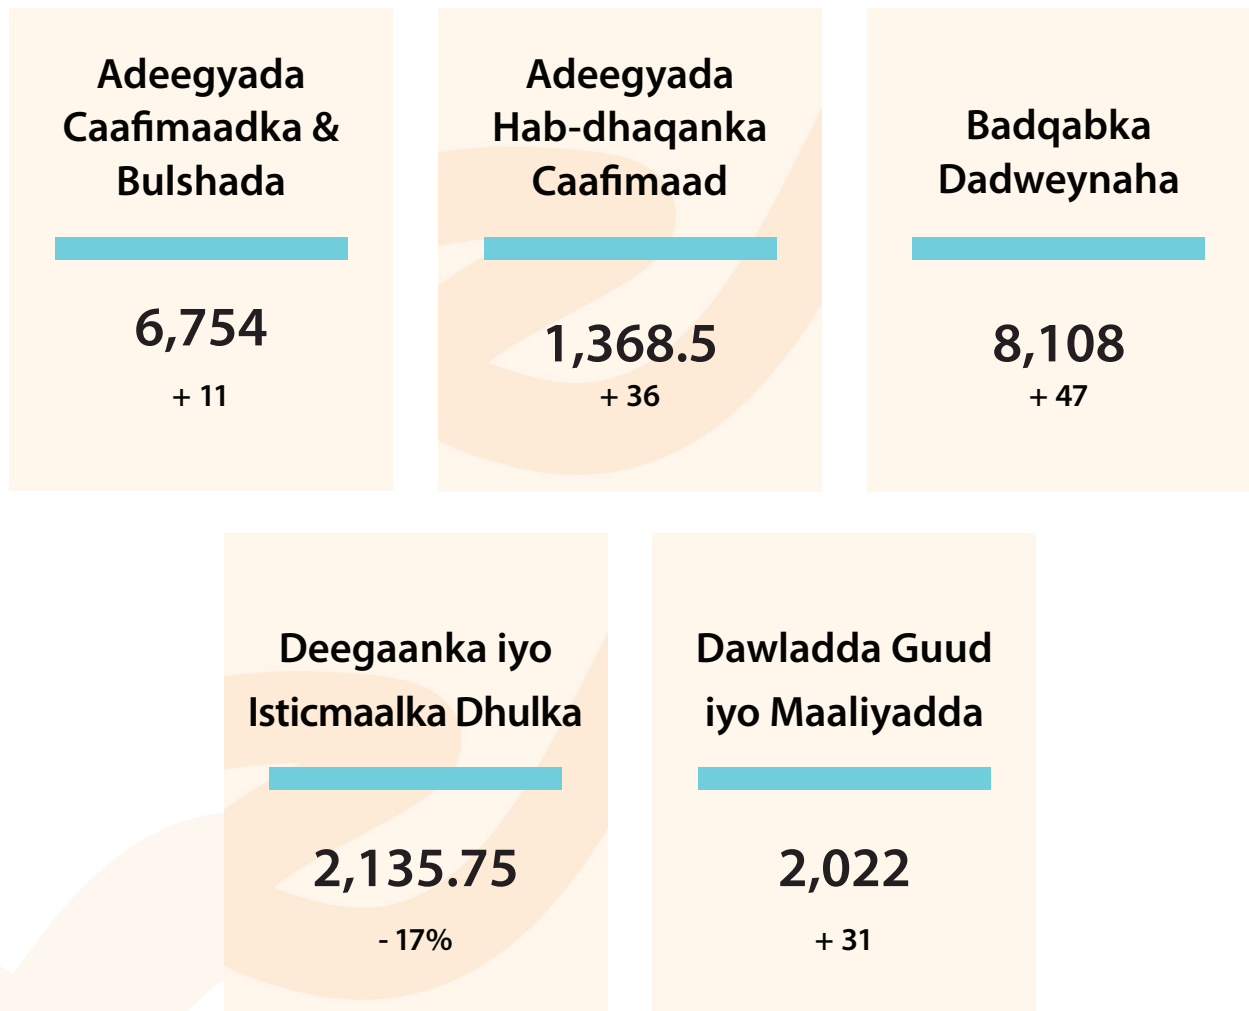 Adeegyada
Caafimaadka &
Bulshada
6,754
+ 11
Adeegyada
Hab-dhaqanka
Caafimaad
1,368.5
+ 36
Badqabka
Dadweynaha
8,108
+ 47
Deegaanka iyo
Isticmaalka Dhulka
2,135.75
- 17%
Dawladda Guud
iyo Maaliyadda
2,022
+ 31